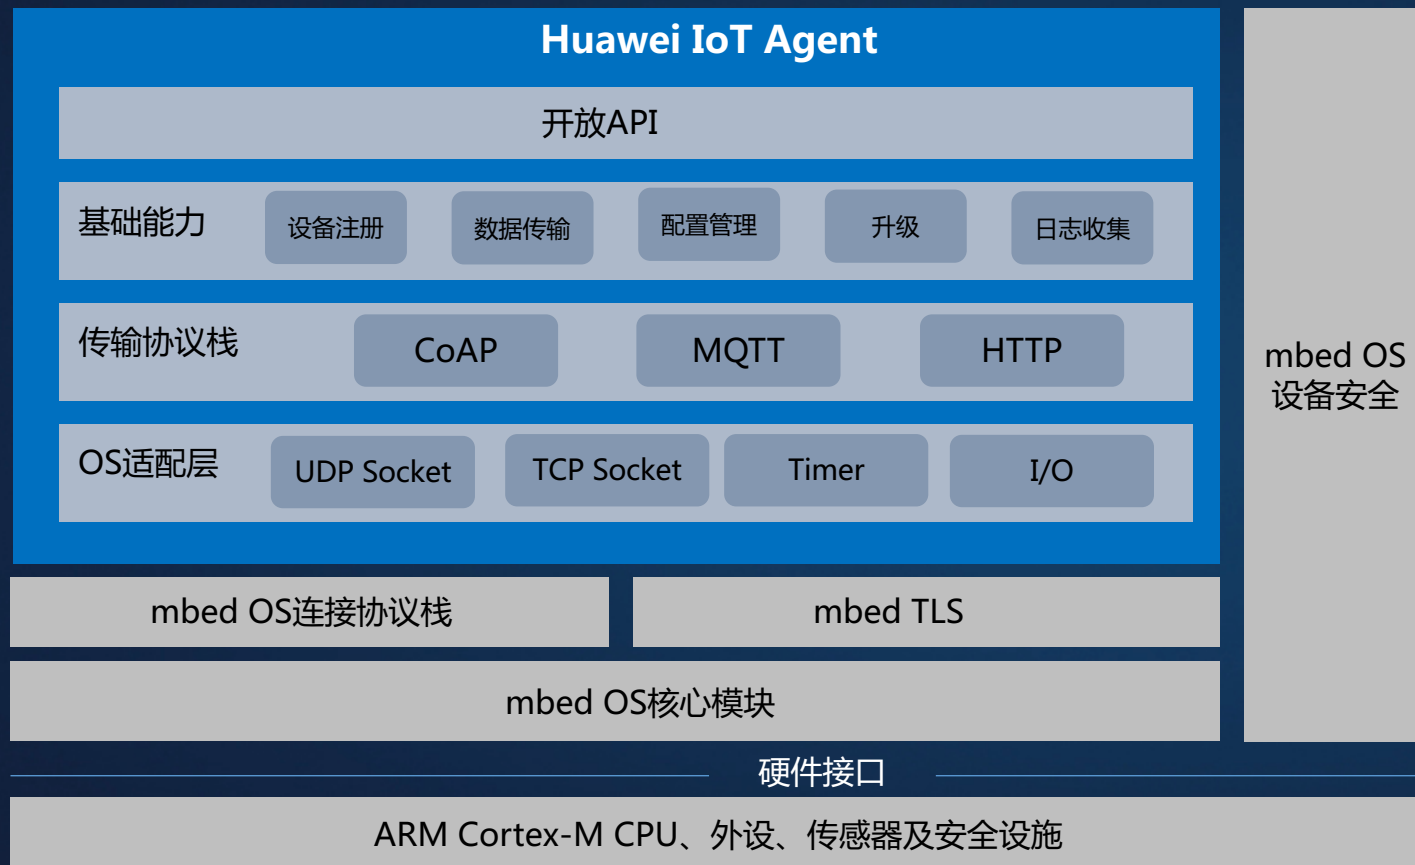 Huawei IoT Agent
开放API
基础能力
设备注册
数据传输
配置管理
升级
日志收集
传输协议栈
CoAP
MQTT
HTTP
OS适配层
UDP Socket
TCP Socket
Timer
I/O
mbed OS
设备安全
mbed OS连接协议栈
mbed TLS
mbed OS核心模块
硬件接口
ARM Cortex-M CPU、外设、传感器及安全设施